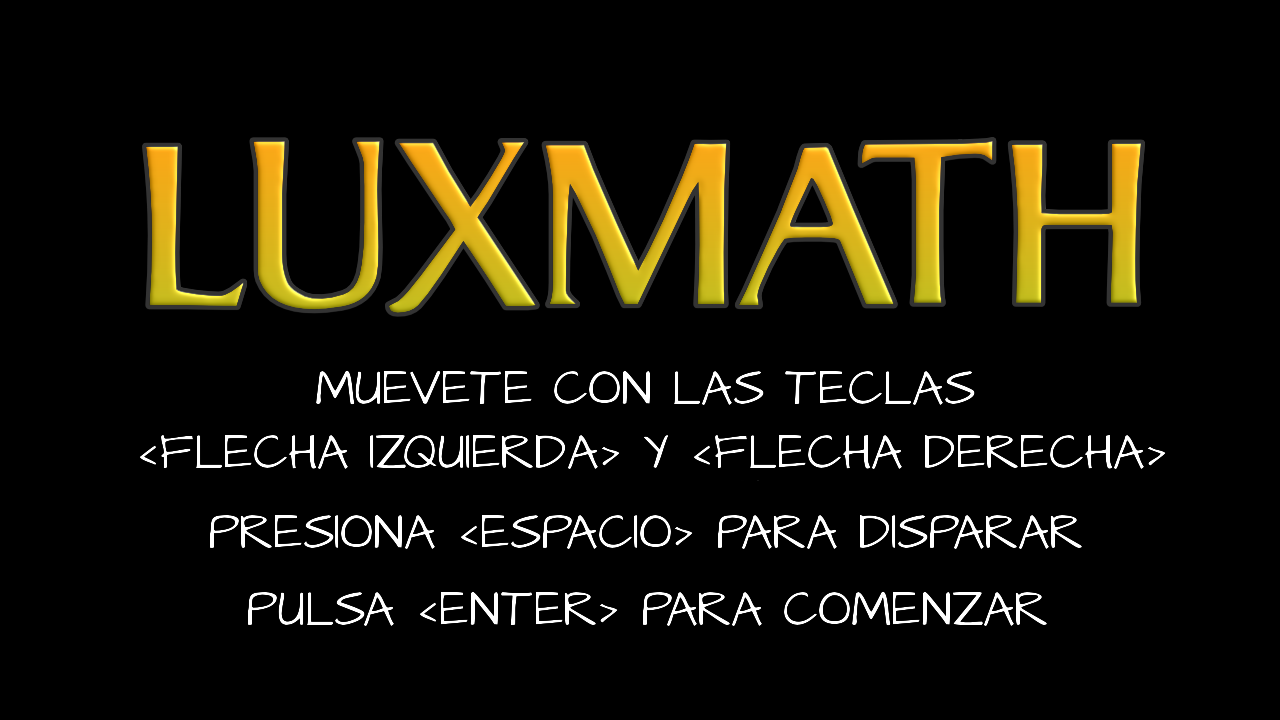 LUXMATH
MUEVETE CON LAS TECLAS
<FLECHA IZQUIERDA> Y <FLECHA DERECHA>
PRESIONA <ESPACIO> PARA DISPARAR
PULSA <ENTER> PARA COMENZAR